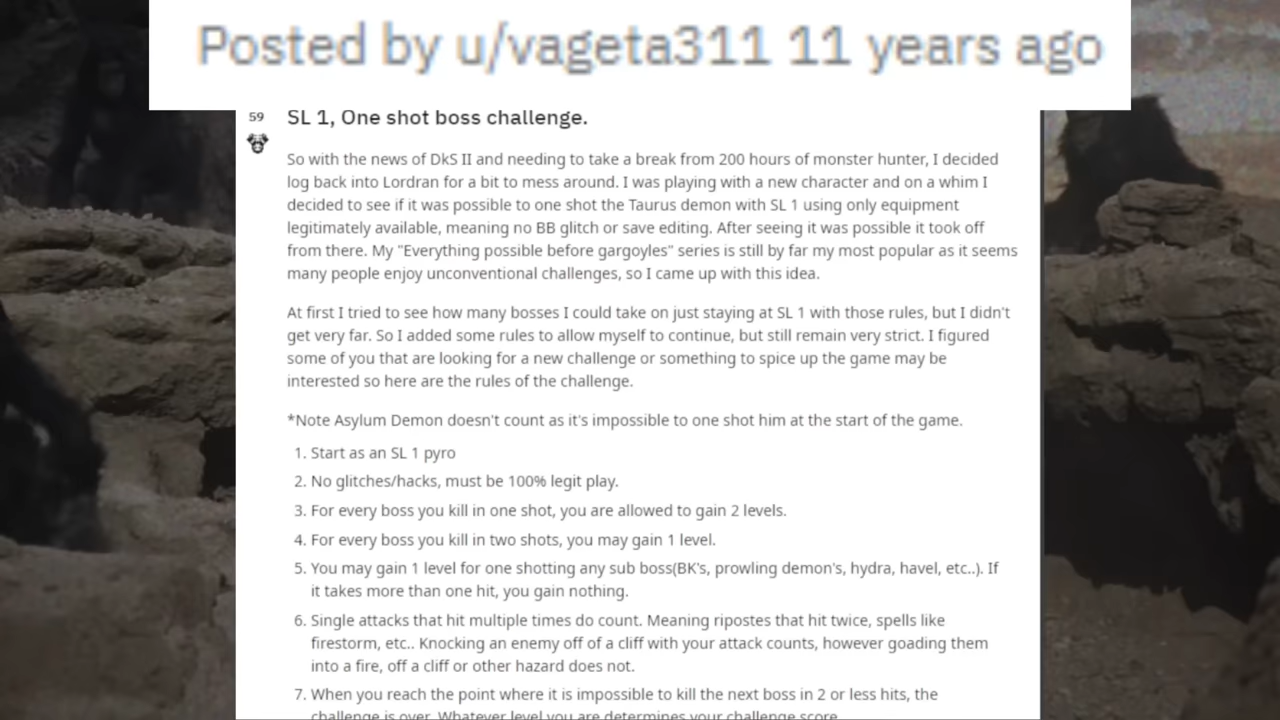 Posted by u/vageta311 11 years ago
59
SL 1, One shot boss challenge.
So with the news of DkS II and needing to take a break from 200 hours of monster hunter, I decided
log back into Lordran for a bit to mess around. I was playing with a new character and on a whim I
decided to see if it was possible to one shot the Taurus demon with SL 1 using only equipment
legitimately available, meaning no BB glitch or save editing. After seeing it was possible it took off
from there. My "Everything possible before gargoyles" series is still by far my most popular as it seems
many people enjoy unconventional challenges, so I came up with this idea.
At first I tried to see how many bosses I could take on just staying at SL 1 with those rules, but I didn't
get very far. So I added some rules to allow myself to continue, but still remain very strict. I figured
some of you that are looking for a new challenge or something to spice up the game may be
interested so here are the rules of the challenge.
*Note Asylum Demon doesn't count as it's impossible to one shot him at the start of the game.
1. Start as an SL 1 pyro
2. No glitches/hacks, must be 100% legit play.
3. For every boss you kill in one shot, you are allowed to gain 2 levels.
4. For every boss you kill in two shots, you may gain 1 level.
5. You may gain 1 level for one shotting any sub boss(BK's, prowling demon's, hydra, havel, etc..). If
it takes more than one hit, you gain nothing.
6. Single attacks that hit multiple times do count. Meaning ripostes that hit twice, spells like
firestorm, etc.. Knocking an enemy off of a cliff with your attack counts, however goading them
into a fire, off a cliff or other hazard does not.
7. When you reach the point where it is impossible to kill the next boss in 2 or less hits, the
challenge is over. Whatever level you are determines your challenge score.